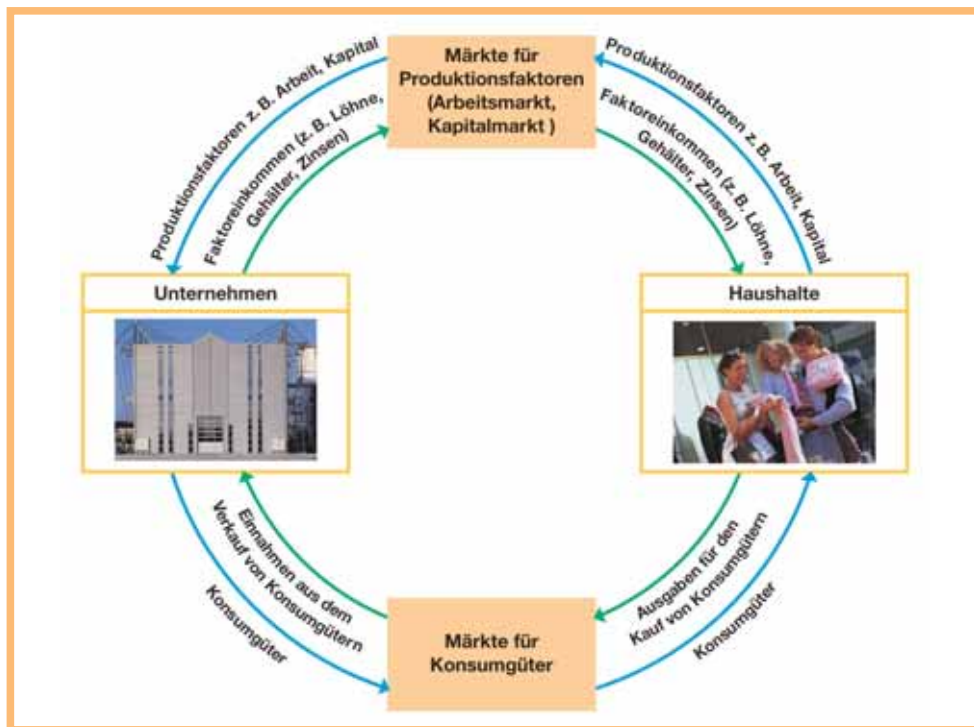 Märkte für
Produktionsfaktoren
(Arbeitsmarkt,
Kapitalmarkt )
Produktionsfaktoren z. B. Arbeit, Kapital
Faktoreinkommen (z. B. Löhne,
Gehälter, Zinsen)
Produktionsfaktoren z. B. Arbeit, Kapital
Faktoreinkommen (z. B. Löhne,
Gehälter, Zinsen)
Unternehmen
Haushalte
Einnahmen aus dem
Verkauf von Konsumgütern
Konsumgüter
Ausgaben für den
Kauf von Konsumgütern
Konsumgüter
Märkte für
Konsumgüter